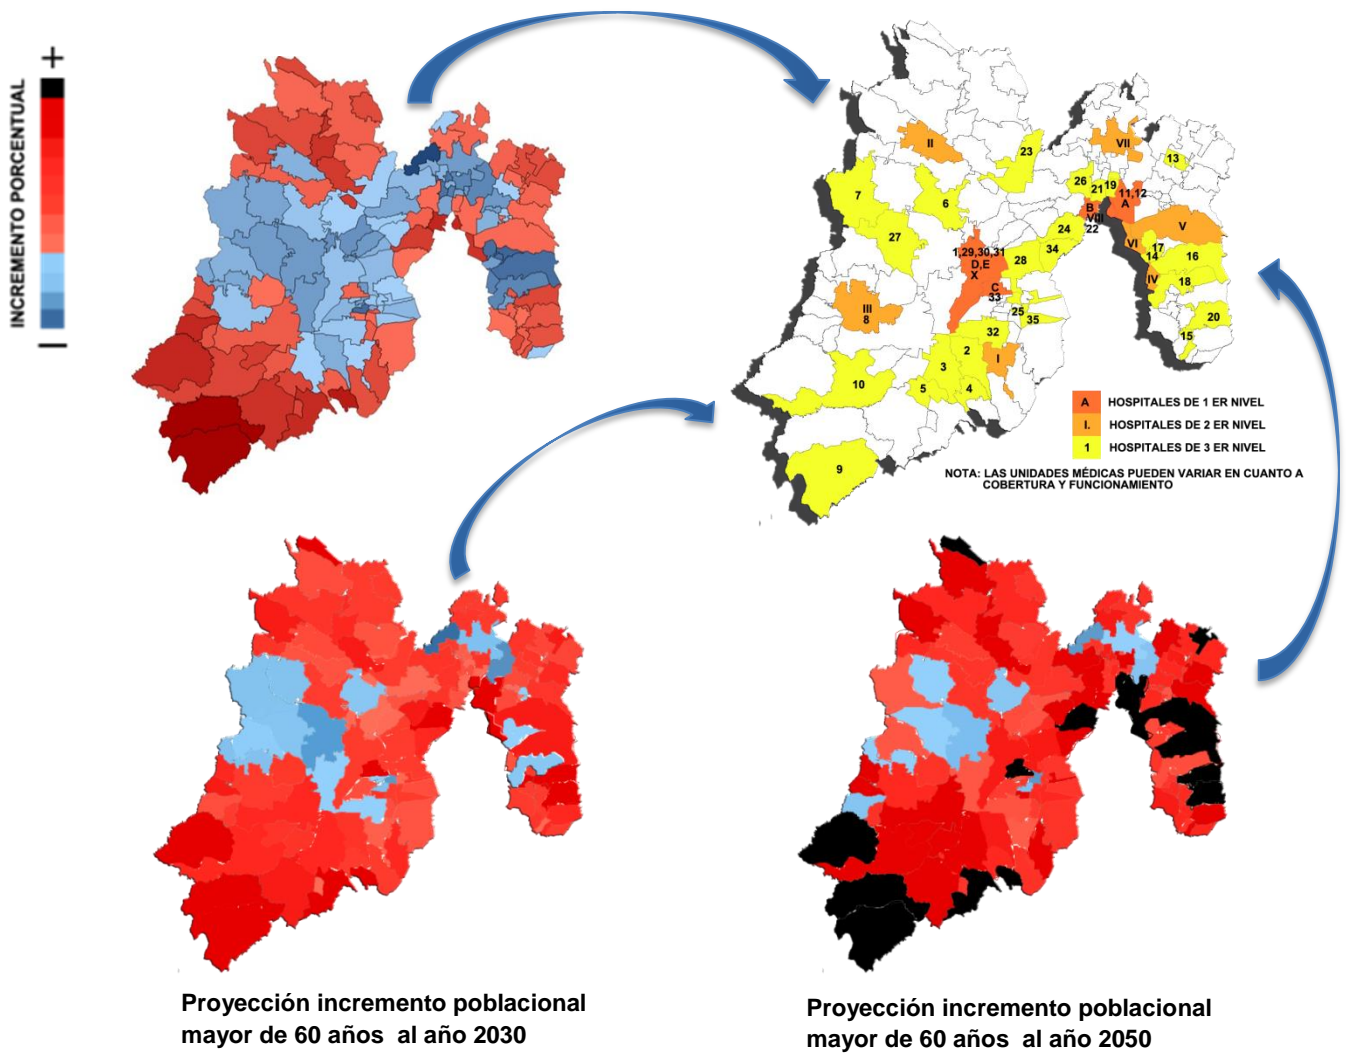 +
INCREMENTO PORCENTUAL
—
II
VII
23
13
7
26
21
19
11,12
A
6
B
VIII
22
V
24
27
VI
17
14
16
34
1,29,30,31
D,E
X
28
IV
18
C
33
III
8
25
35
20
32
15
2
I
3
10
5
4
9
A HOSPITALES DE 1 ER NIVEL
I. HOSPITALES DE 2 ER NIVEL
1 HOSPITALES DE 3 ER NIVEL
NOTA: LAS UNIDADES MÉDICAS PUEDEN VARIAR EN CUANTO A
COBERTURA Y FUNCIONAMIENTO
Proyección incremento poblacional
mayor de 60 años al año 2030
Proyección incremento poblacional
mayor de 60 años al año 2050